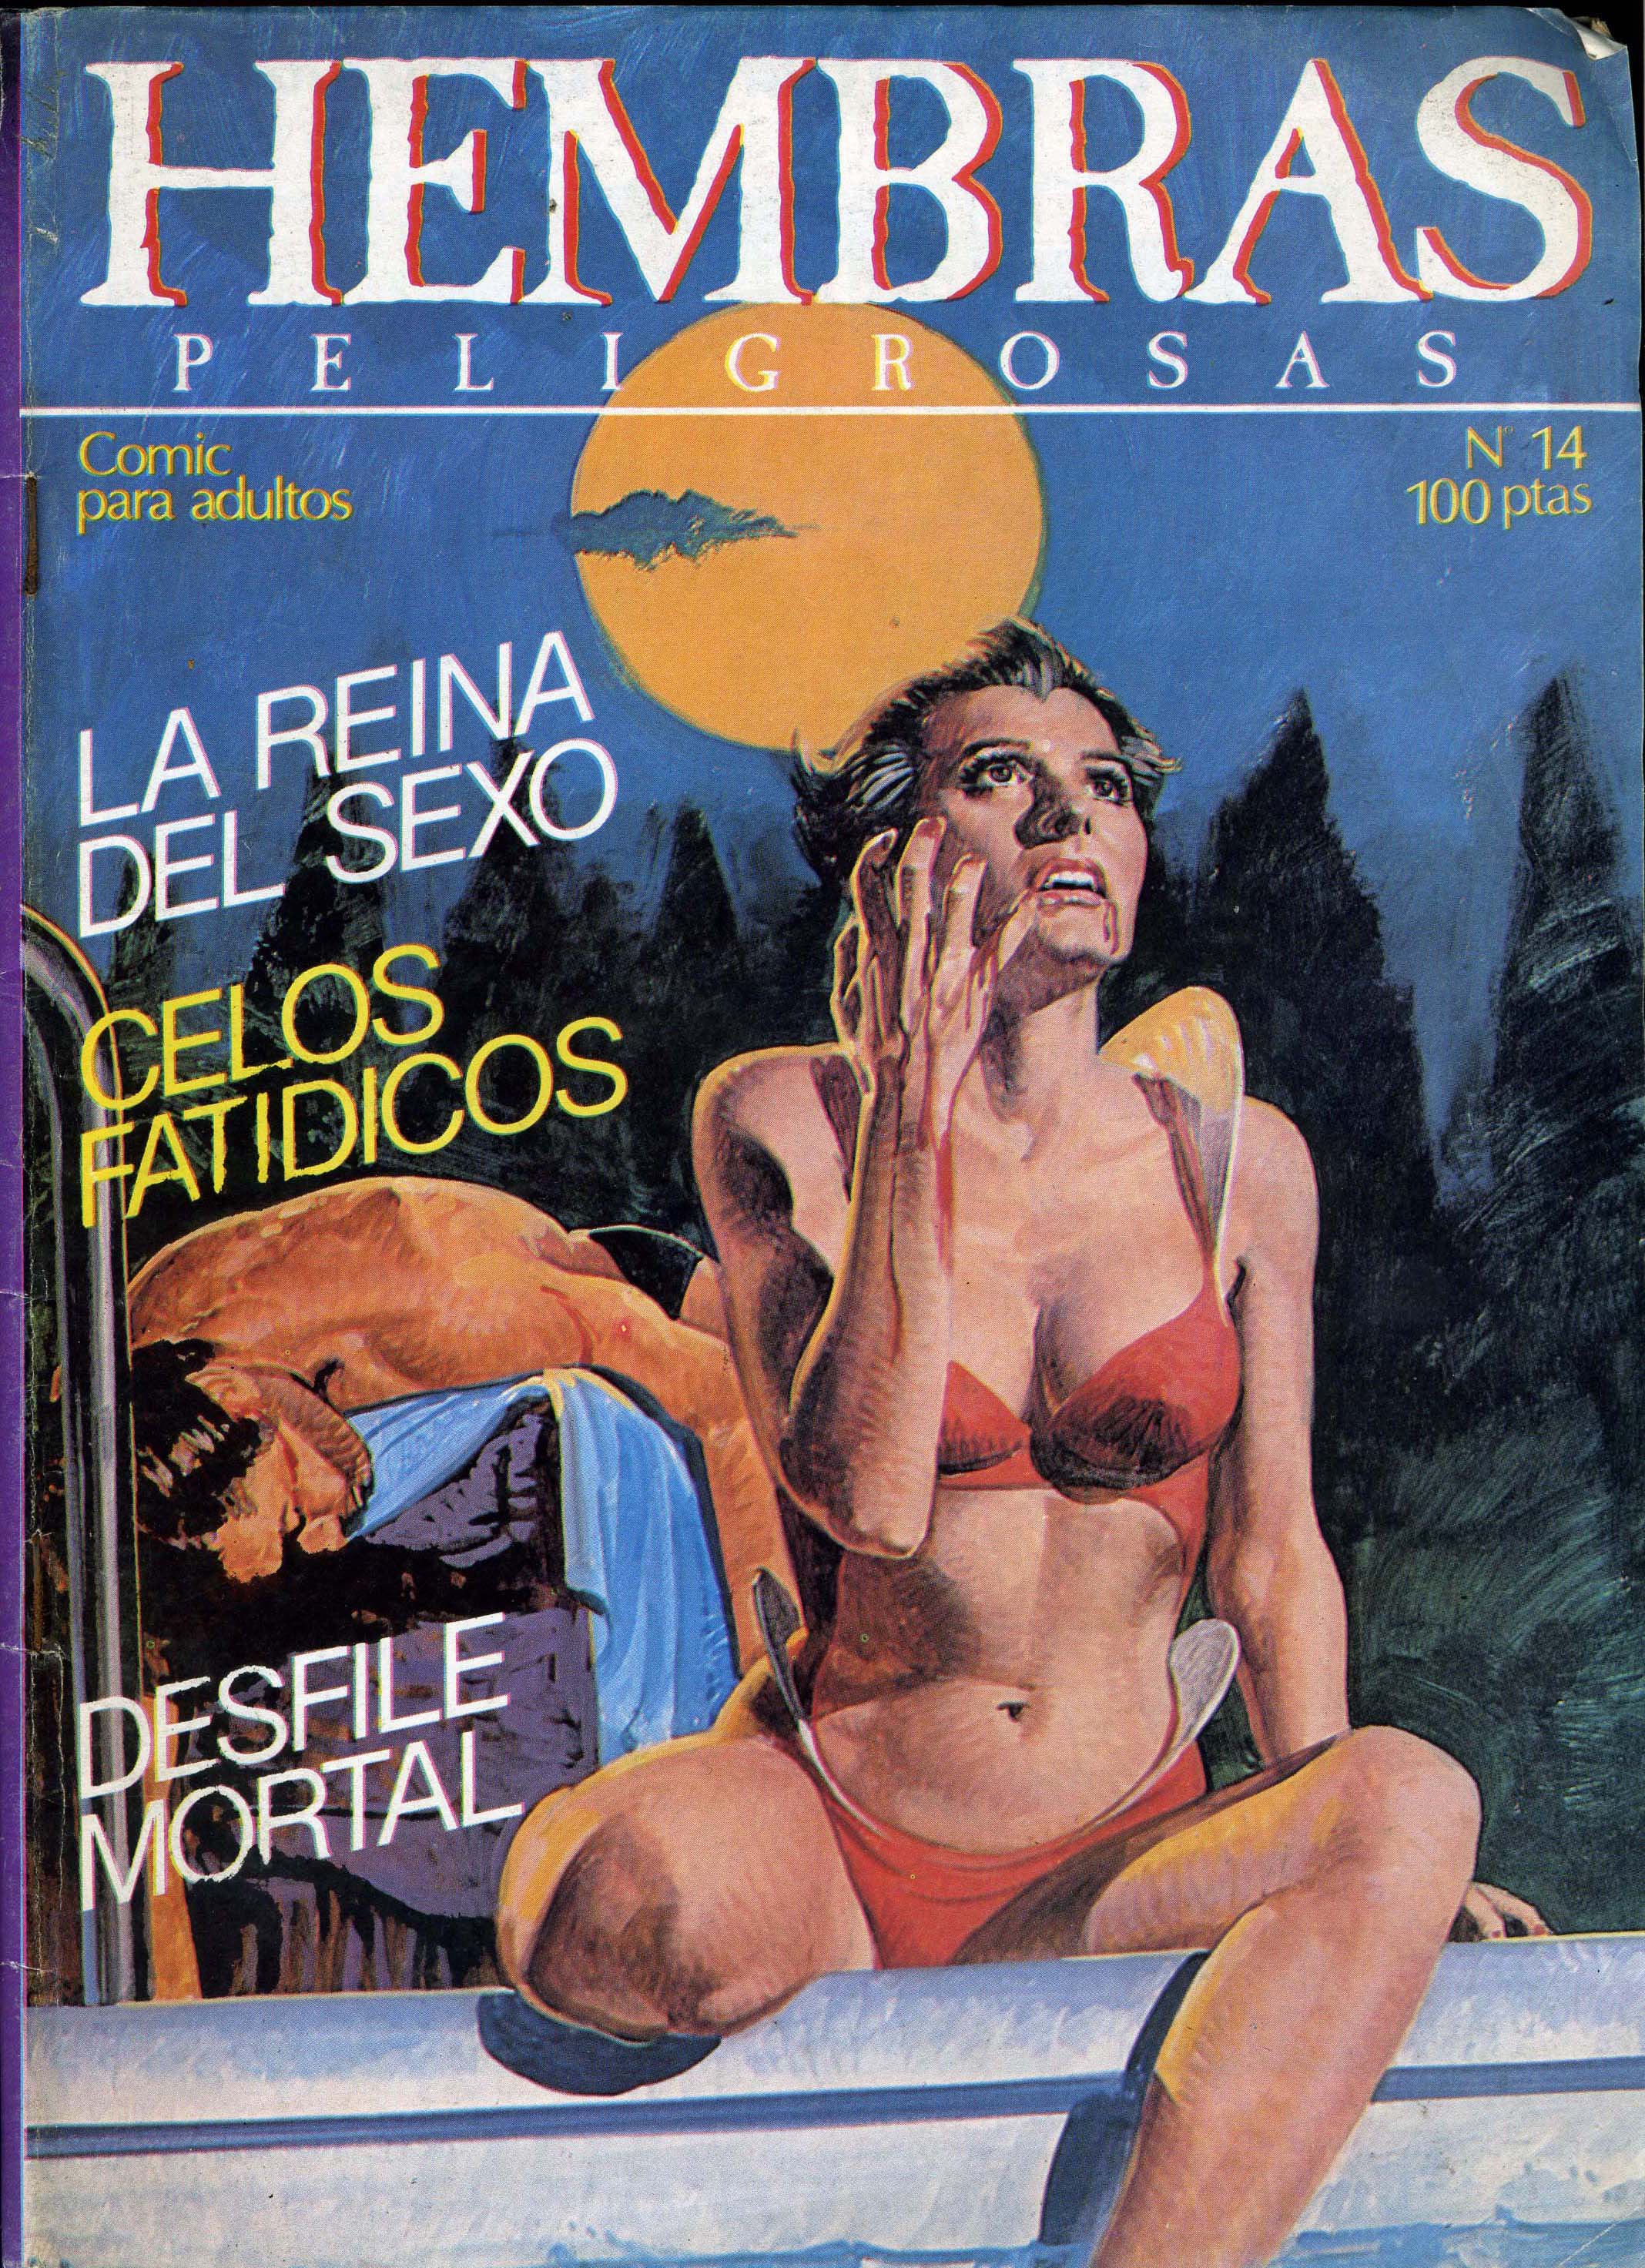 HEMBRAS
PELIGROSAS
Comic
para adultos
Nº 14
100 ptas
LA REINA
DEL SEXO
CELOS
FATIDICOS
DESFILE
MORTAL